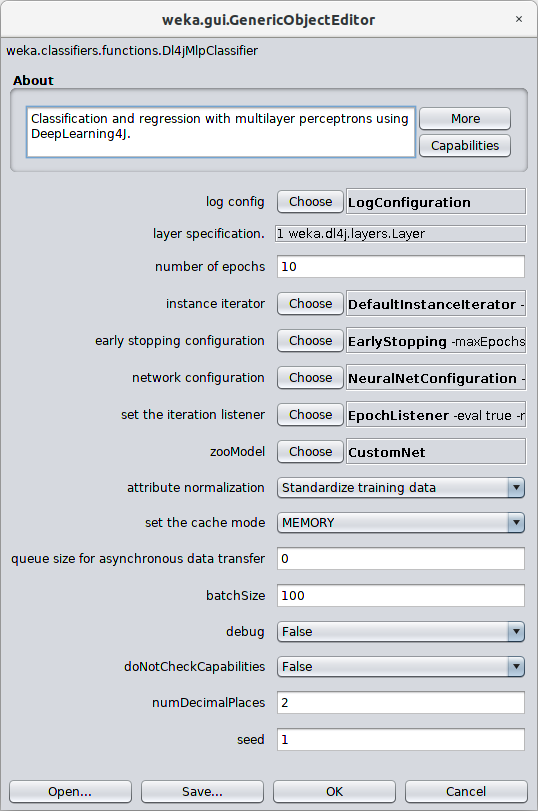 weka.gui.GenericObjectEditor ×
weka.classifiers.functions.Dl4jMlpClassifier
About
Classification and regression with multilayer perceptrons using
DeepLearning4J.
More
Capabilities
log config Choose LogConfiguration
layer specification. 1 weka.dl4j.layers.Layer
number of epochs 10
instance iterator Choose DefaultInstanceIterator -
early stopping configuration Choose EarlyStopping -maxEpochs
network configuration Choose NeuralNetConfiguration -
set the iteration listener Choose EpochListener -eval true -n
zooModel Choose CustomNet
attribute normalization Standardize training data
set the cache mode MEMORY
queue size for asynchronous data transfer 0
batchSize 100
debug False
doNotCheckCapabilities False
numDecimalPlaces 2
seed 1
Open... Save... OK Cancel